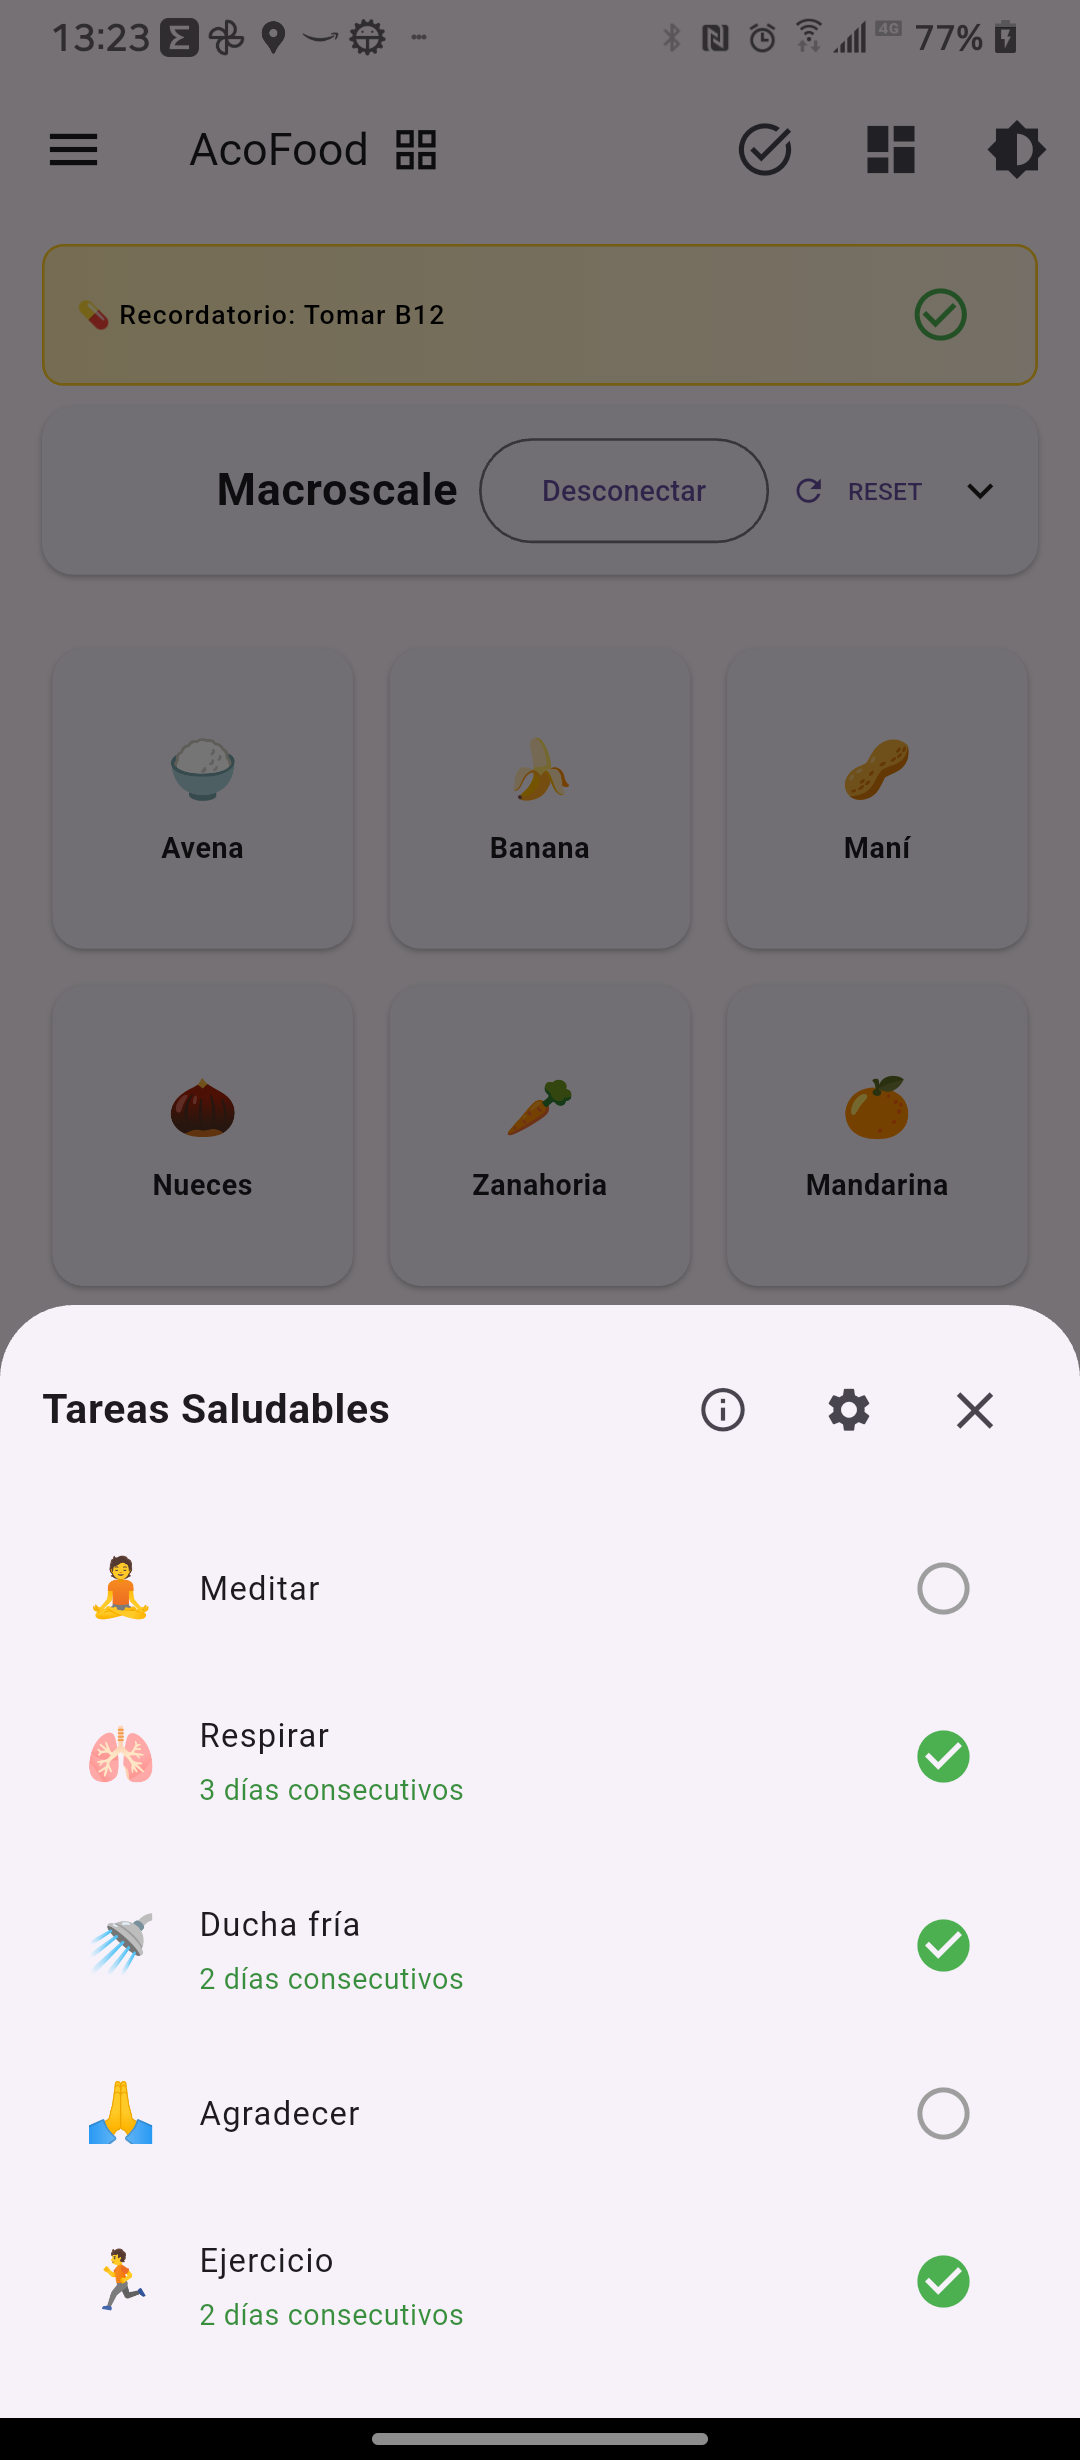 13:23
4G 77%
AcoFood
Recordatorio: Tomar B12
Macroscale Desconectar RESET
Avena Banana Maní
Nueces Zanahoria Mandarina
Tareas Saludables
Meditar
Respirar
3 días consecutivos
Ducha fría
2 días consecutivos
Agradecer
Ejercicio
2 días consecutivos